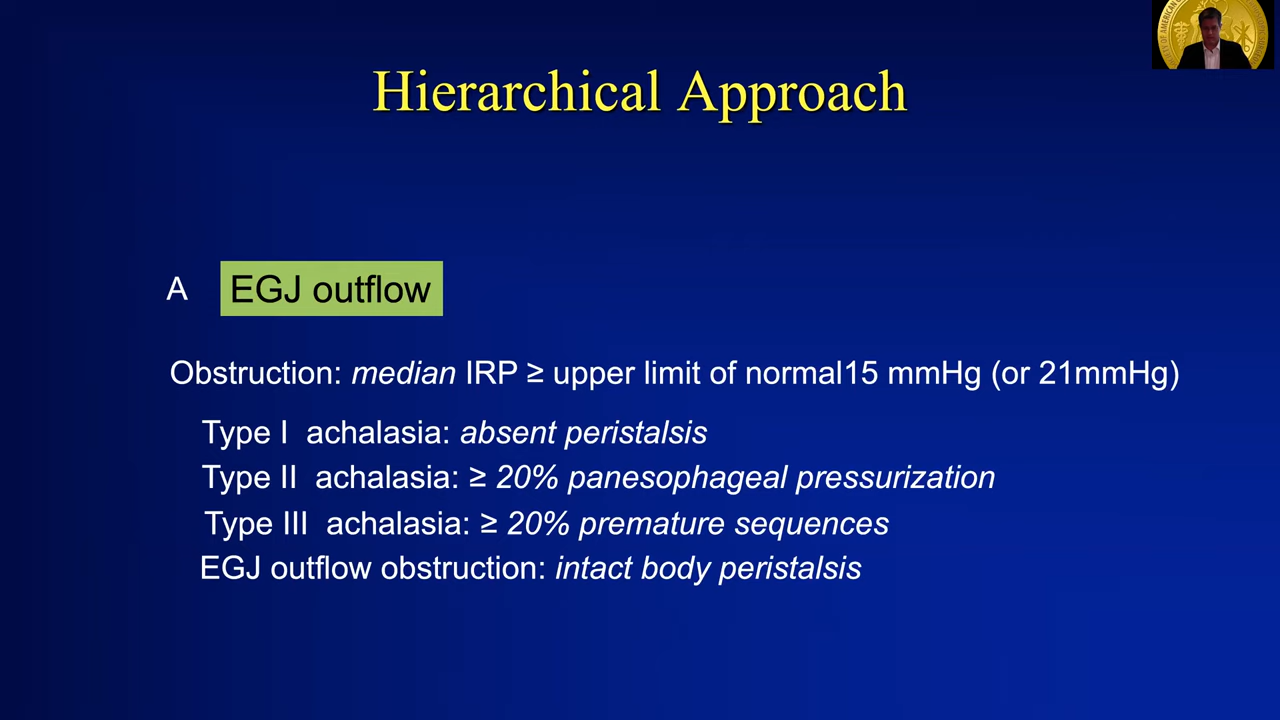 Hierarchical Approach
A EGJ outflow
Obstruction: median IRP ≥ upper limit of normal15 mmHg (or 21mmHg)
Type I achalasia: absent peristalsis
Type II achalasia: ≥ 20% panesophageal pressurization
Type III achalasia: ≥ 20% premature sequences
EGJ outflow obstruction: intact body peristalsis